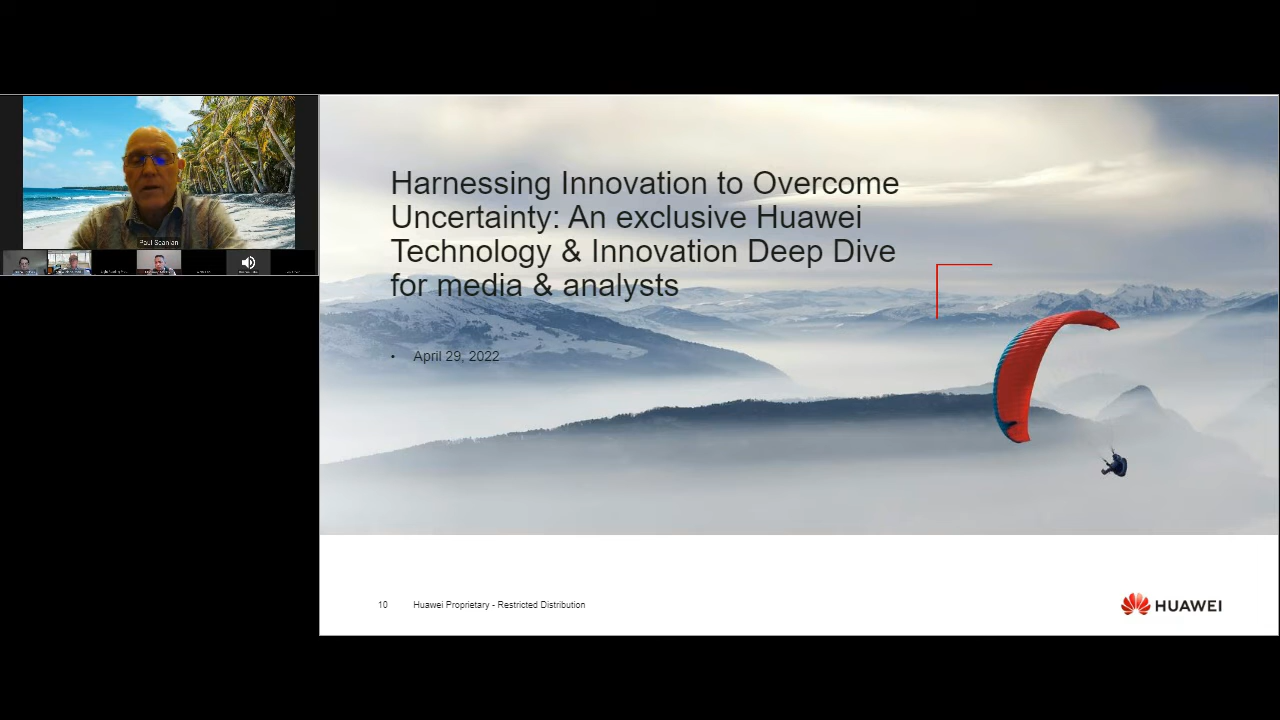 Paul Scanlan
Harnessing Innovation to Overcome
Uncertainty: An exclusive Huawei
Technology & Innovation Deep Dive
for media & analysts
• April 29, 2022
10 Huawei Proprietary - Restricted Distribution
HUAWEI